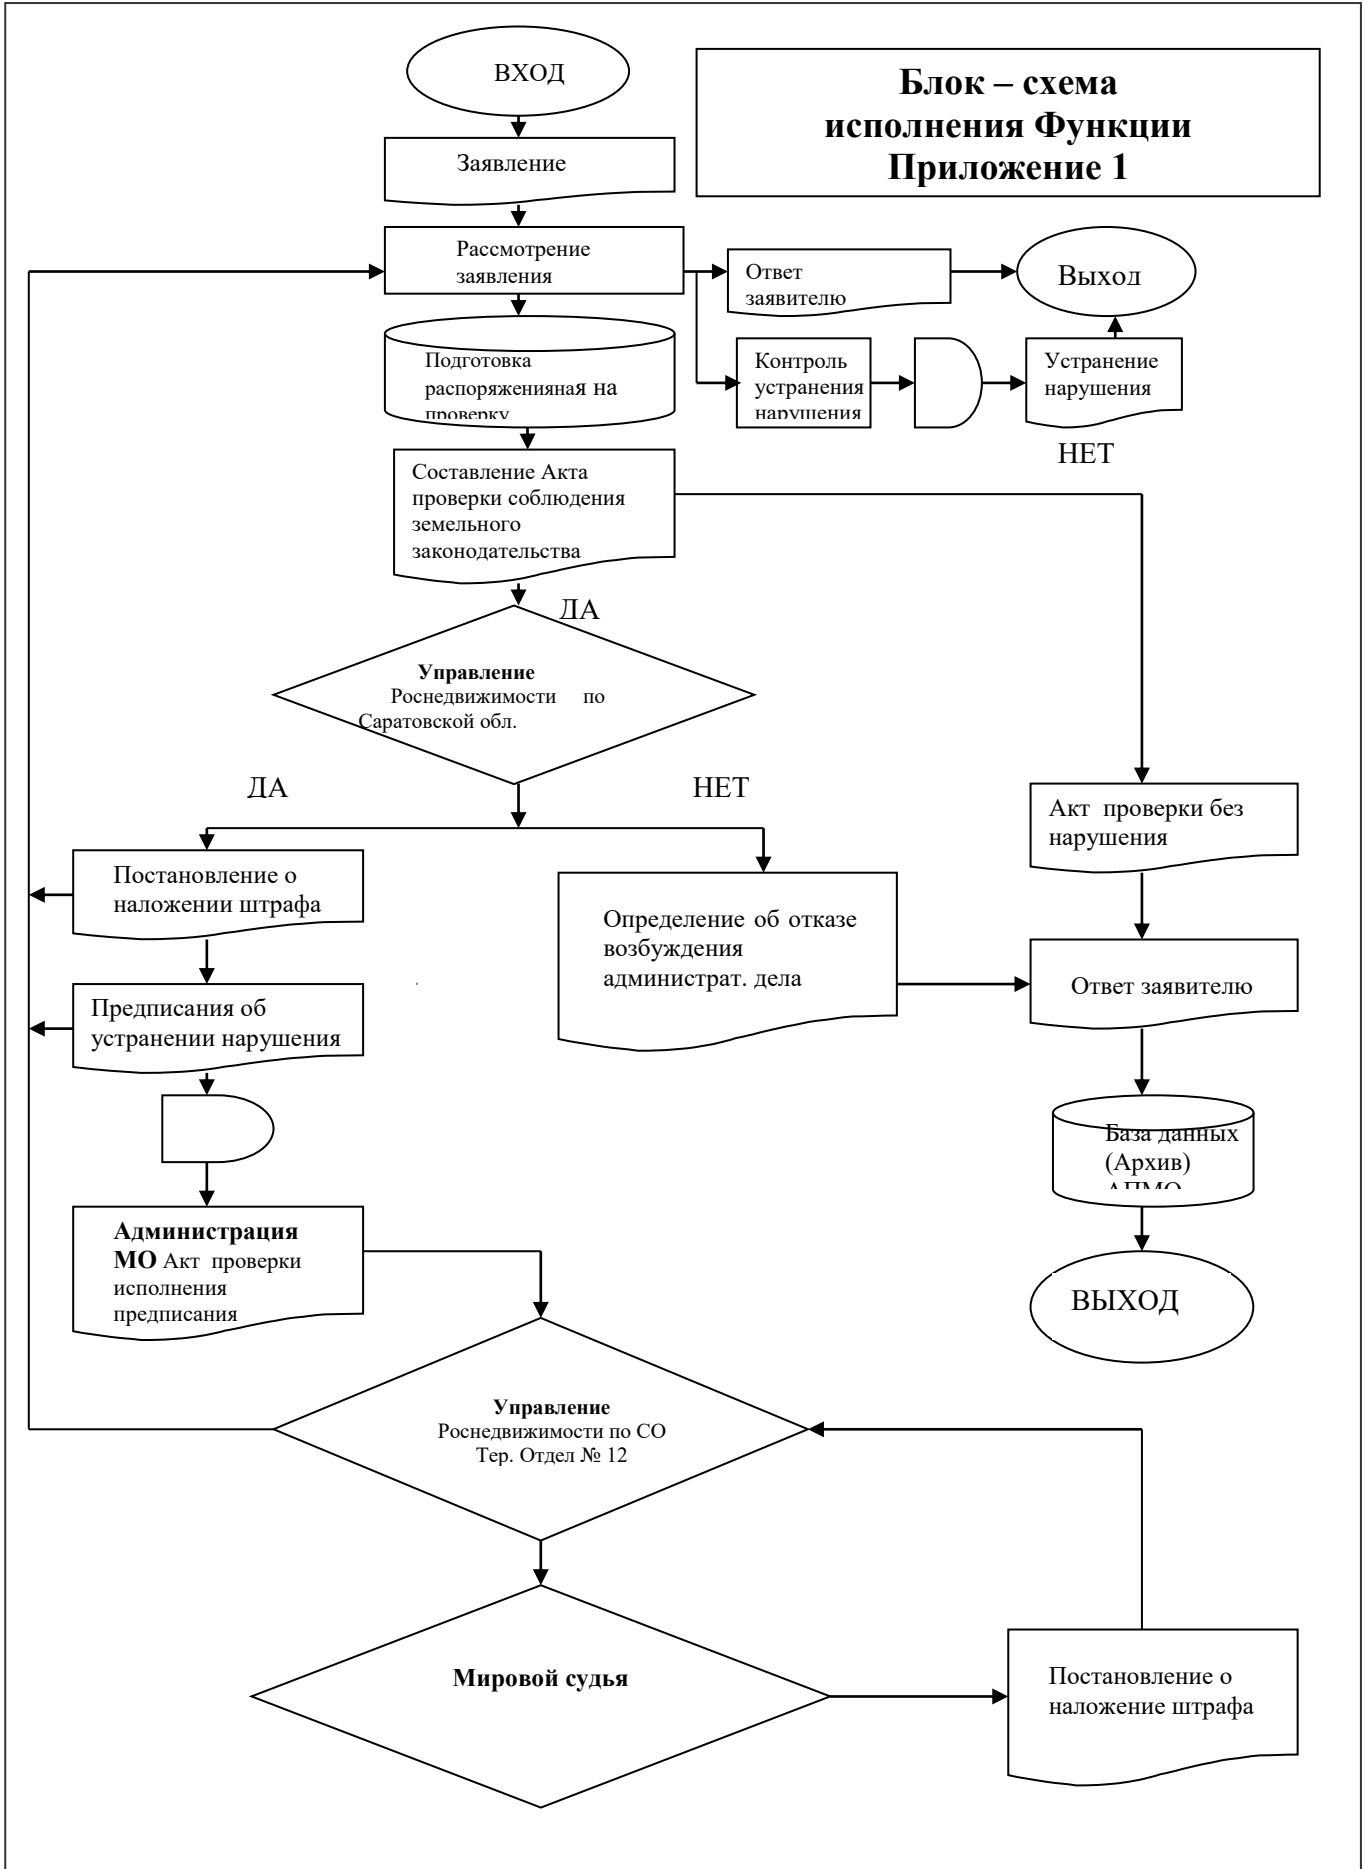 ВХОД
Блок – схема
исполнения Функции
Приложение 1
Заявление
Рассмотрение
заявления
Ответ
заявителю
Выход
Подготовка
распоряженияная на
проверку
Контроль
устранения
нарушения
Устранение
нарушения
НЕТ
Составление Акта
проверки соблюдения
земельного
законодательства
ДА
Управление
Роснедвижимости по
Саратовской обл.
ДА
НЕТ
Акт проверки без
нарушения
Постановление о
наложении штрафа
Определение об отказе
возбуждения
администрат. дела
Ответ заявителю
Предписания об
устранении нарушения
База данных
(Архив)
АПМО
Администрация
МО Акт проверки
исполнения
предписания
ВЫХОД
Управление
Роснедвижимости по СО
Тер. Отдел № 12
Мировой судья
Постановление о
наложение штрафа